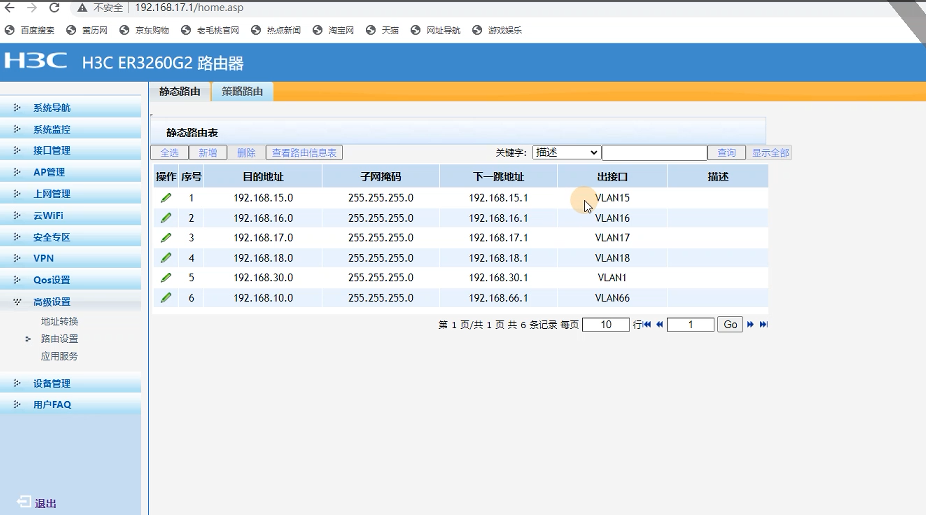 不安全 192.168.17.1/home.asp
百度搜索 重历网 京东购物 老毛桃官网 热点新闻 淘宝网 天猫 网址导航 游戏娱乐
H3C H3C ER3260G2 路由器
静态路由 策略路由
系统导航
系统监控
接口管理
AP管理
上网管理
云WiFi
安全专区
VPN
Qos设置
高级设置
地址转换
路由设置
应用服务
设备管理
用户FAQ
退出
静态路由表
全选 新增 删除 查看路由信息表 关键字: 描述 查询 显示全部
操作 序号 目的地址 子网掩码 下一跳地址 出接口 描述
1 192.168.15.0 255.255.255.0 192.168.15.1 VLAN15
2 192.168.16.0 255.255.255.0 192.168.16.1 VLAN16
3 192.168.17.0 255.255.255.0 192.168.17.1 VLAN17
4 192.168.18.0 255.255.255.0 192.168.18.1 VLAN18
5 192.168.30.0 255.255.255.0 192.168.30.1 VLAN1
6 192.168.10.0 255.255.255.0 192.168.66.1 VLAN66
第 1 页/共 1 页 共 6 条记录 每页 10 行 1 Go